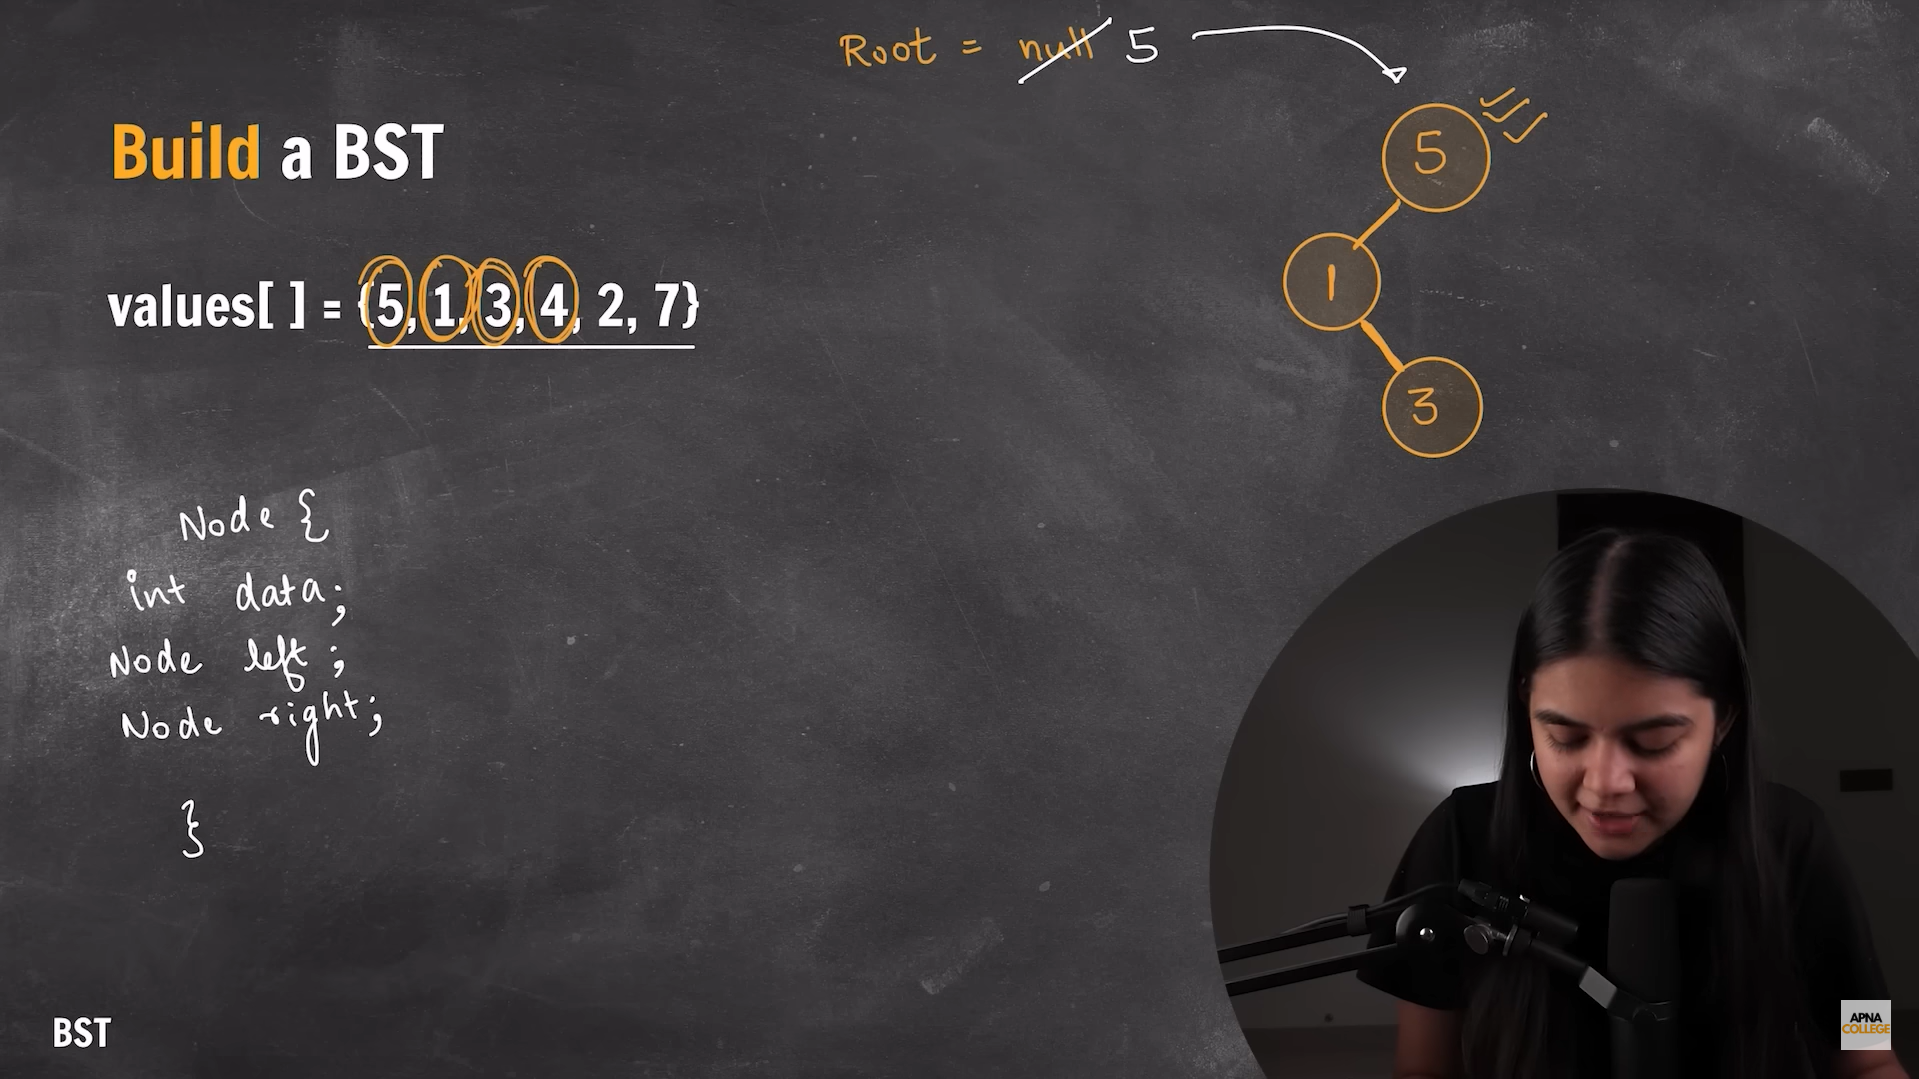 Root = null 5
Build a BST
5
values[ ] = {5, 1, 3, 4, 2, 7}
1
3
Node {
int data;
Node left ;
Node right;
}
BST
APNA
COLLEGE